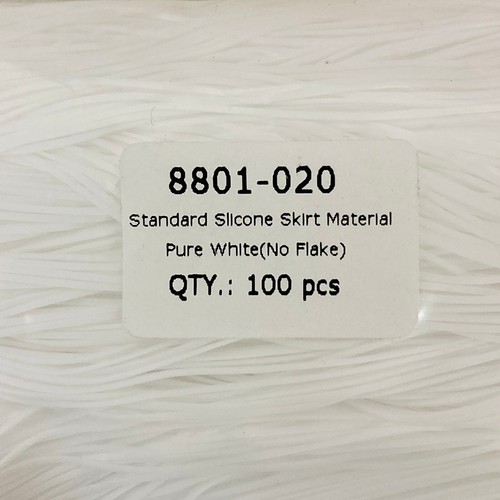 8801-020
Standard Slicone Skirt Material
Pure White(No Flake)
QTY.: 100 pcs